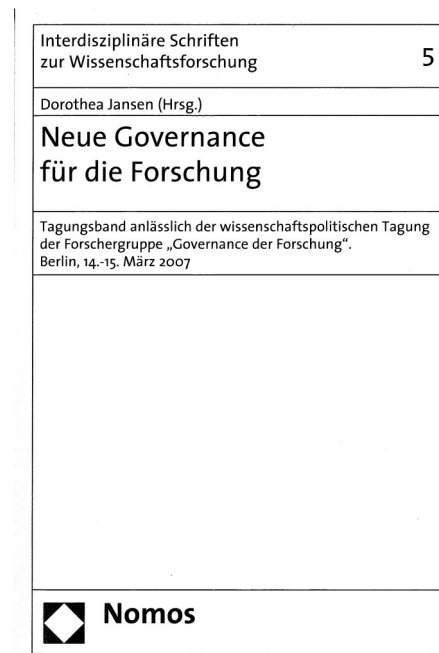 Interdisziplinäre Schriften
zur Wissenschaftsforschung
5
Dorothea Jansen (Hrsg.)
Neue Governance
für die Forschung
Tagungsband anlässlich der wissenschaftspolitischen Tagung
der Forschergruppe „Governance der Forschung“.
Berlin, 14.-15. März 2007
Nomos